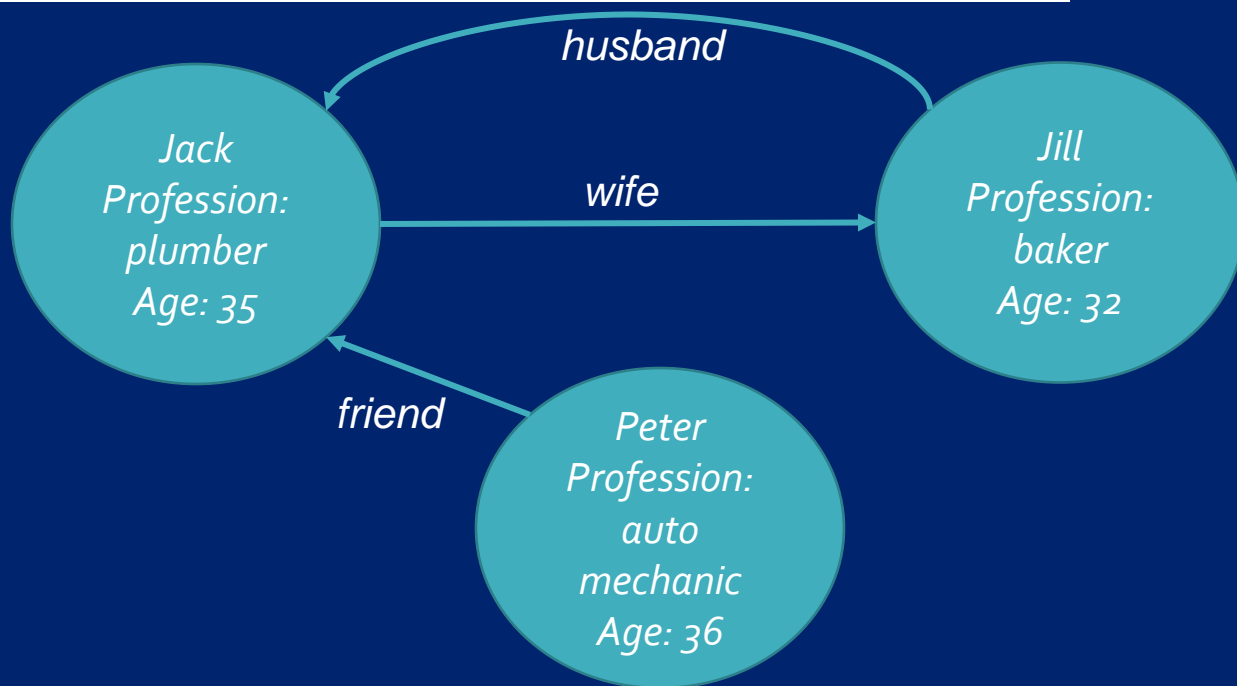 husband
Jack
Profession:
plumber
Age: 35
wife
Jill
Profession:
baker
Age: 32
friend
Peter
Profession:
auto
mechanic
Age: 36